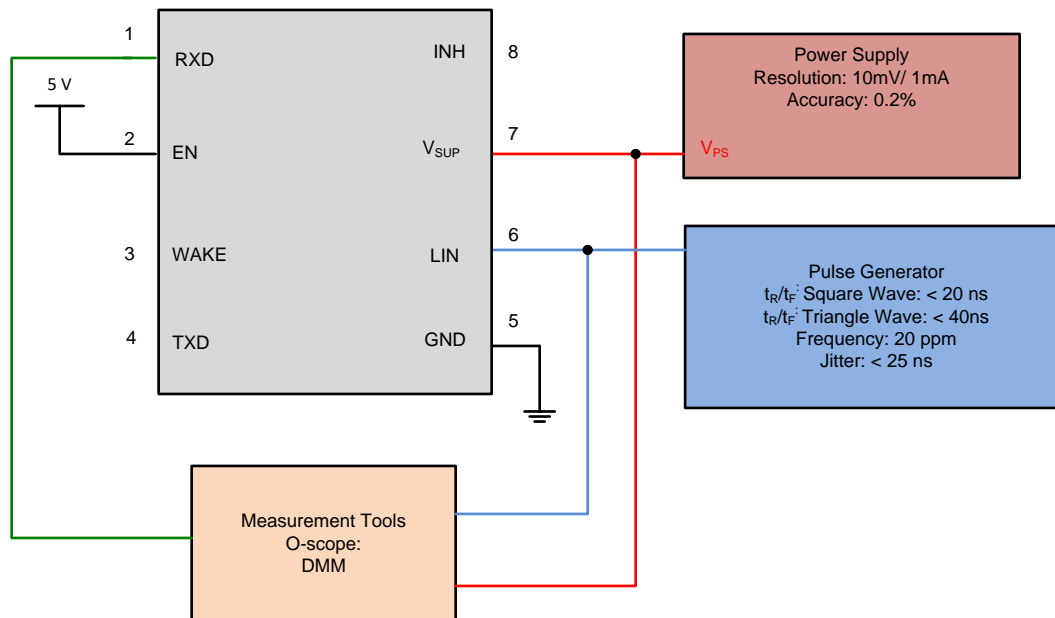 1
RXD
INH
8
5 V
2
EN
VSUP
7
3
WAKE
LIN
6
4
TXD
GND
5
Power Supply
Resolution: 10mV/ 1mA
Accuracy: 0.2%
VPS
Pulse Generator
tR/tF: Square Wave: < 20 ns
tR/tF: Triangle Wave: < 40ns
Frequency: 20 ppm
Jitter: < 25 ns
Measurement Tools
O-scope:
DMM